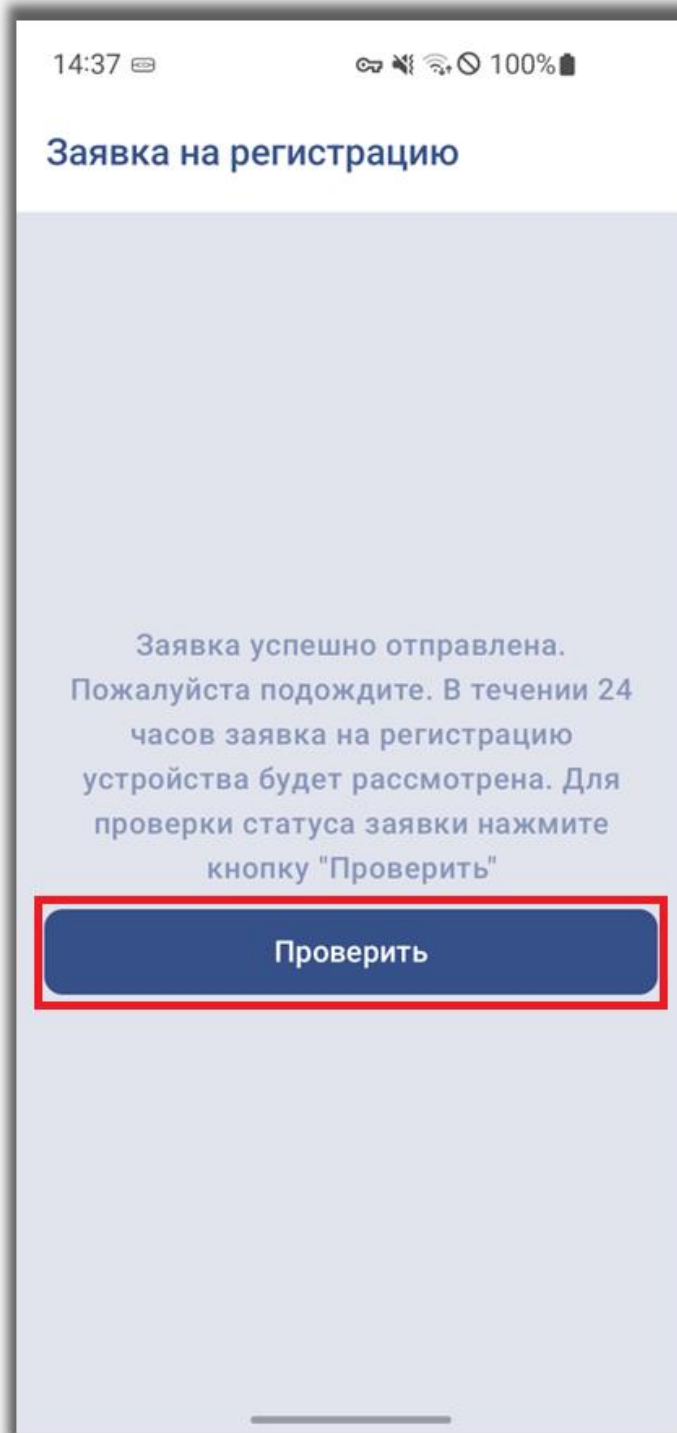 14:37 100%
Заявка на регистрацию
Заявка успешно отправлена.
Пожалуйста подождите. В течении 24
часов заявка на регистрацию
устройства будет рассмотрена. Для
проверки статуса заявки нажмите
кнопку "Проверить"
Проверить